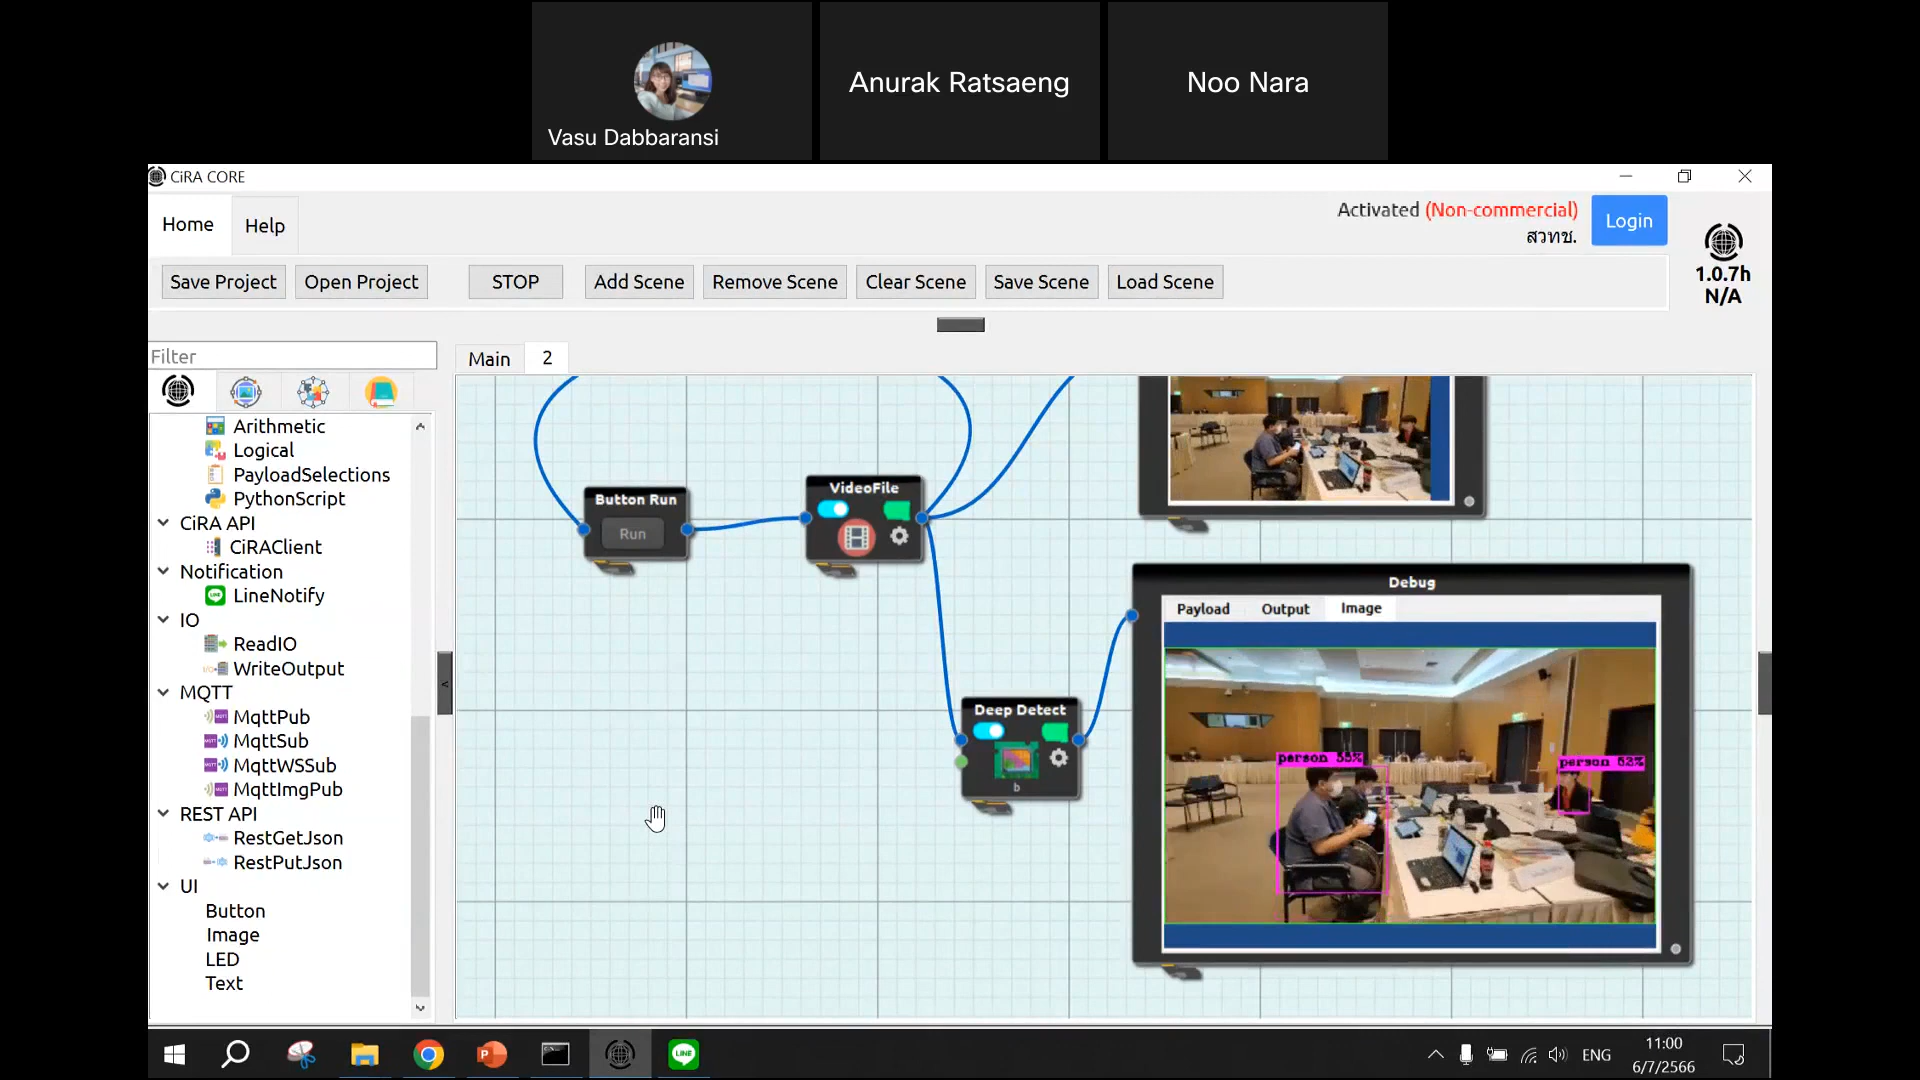 Vasu Dabbaransi
Anurak Ratsaeng
Noo Nara
CiRA CORE
Home
Help
Activated (Non-commercial)
สวทช.
Login
1.0.7h
N/A
Save Project
Open Project
STOP
Add Scene
Remove Scene
Clear Scene
Save Scene
Load Scene
Filter
Main
2
Arithmetic
Logical
PayloadSelections
PythonScript
CiRA API
CiRAClient
Notification
LineNotify
IO
ReadIO
WriteOutput
MQTT
MqttPub
MqttSub
MqttWSSub
MqttImgPub
REST API
RestGetJson
RestPutJson
UI
Button
Image
LED
Text
Button Run
Run
VideoFile
Deep Detect
b
Debug
Payload
Output
Image
person 55%
person 52%
ENG
11:00
6/7/2566